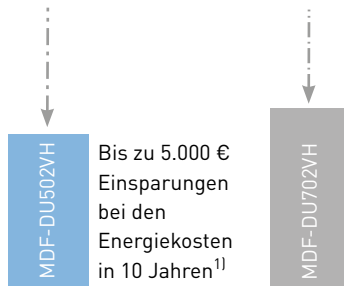 MDF-DU502VH
Bis zu 5.000 €
Einsparungen
bei den
Energiekosten
in 10 Jahren1)
MDF-DU702VH